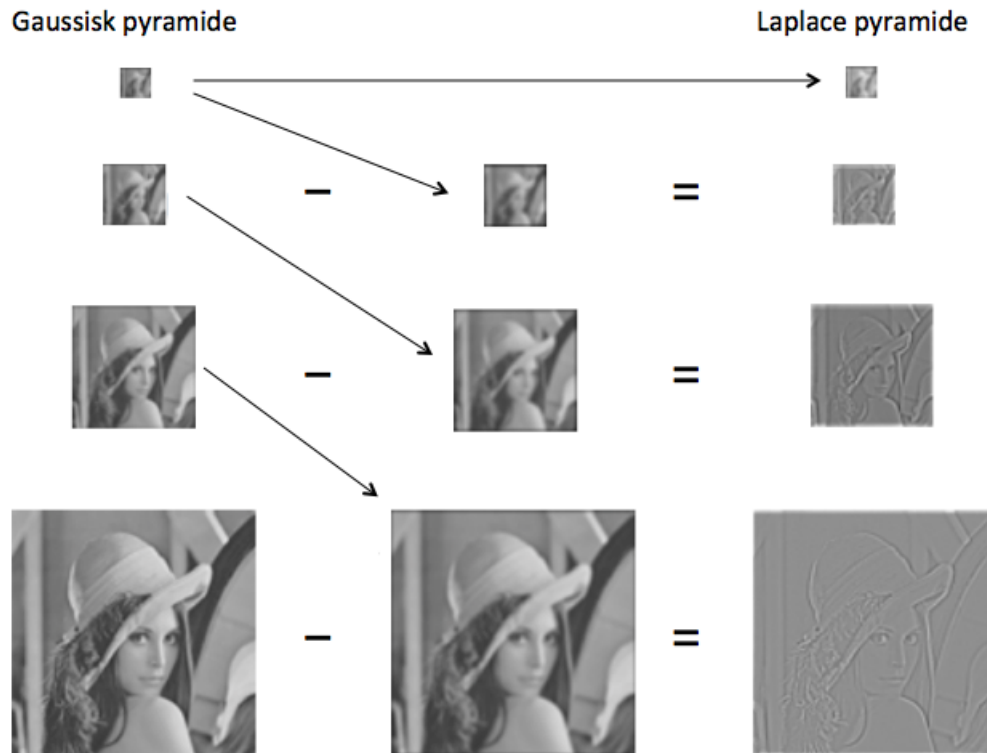 Gaussisk pyramide
Laplace pyramide
– =
– =
– =